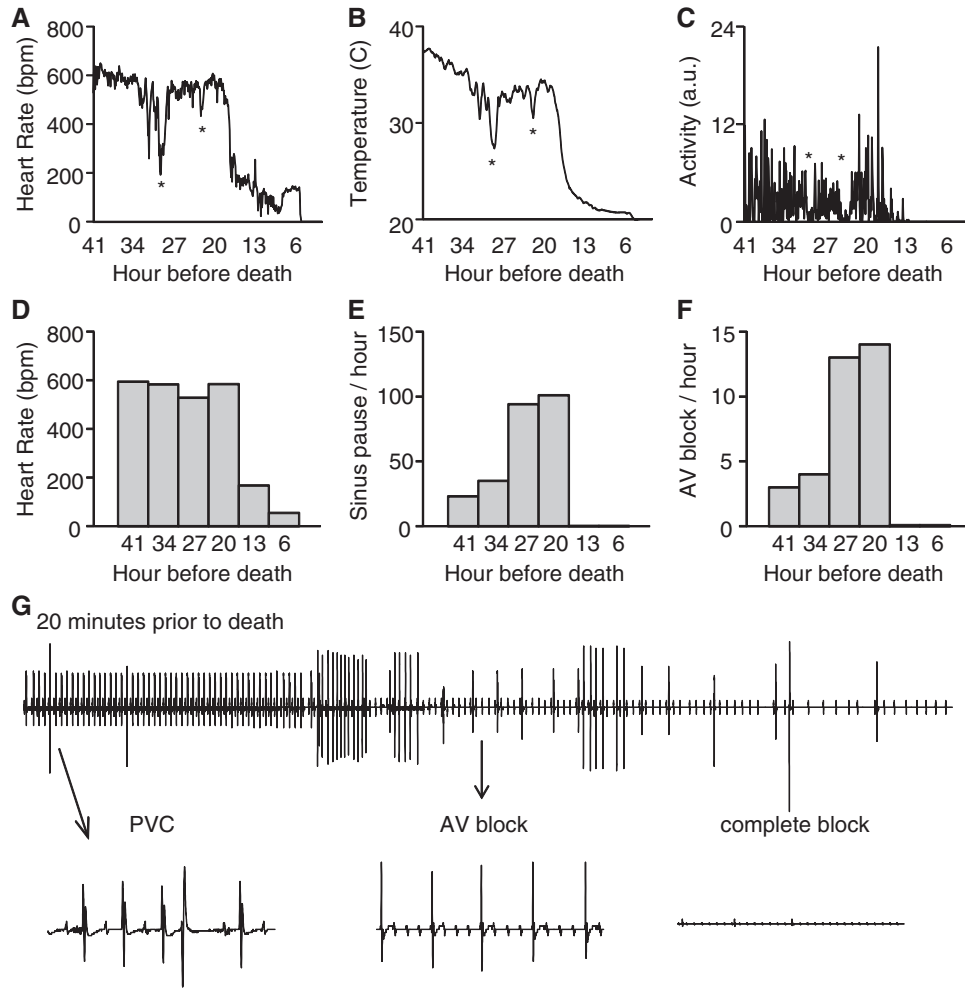 A
Heart Rate (bpm)
800
600
400
200
0
*
*
41 34 27 20 13 6
Hour before death
B
Temperature (C)
40
30
20
*
*
41 34 27 20 13 6
Hour before death
C
Activity (a.u.)
24
12
0
*
*
41 34 27 20 13 6
Hour before death
D
Heart Rate (bpm)
800
600
400
200
0
41 34 27 20 13 6
Hour before death
E
Sinus pause / hour
150
100
50
0
41 34 27 20 13 6
Hour before death
F
AV block / hour
15
10
5
0
41 34 27 20 13 6
Hour before death
G
20 minutes prior to death
PVC
AV block
complete block